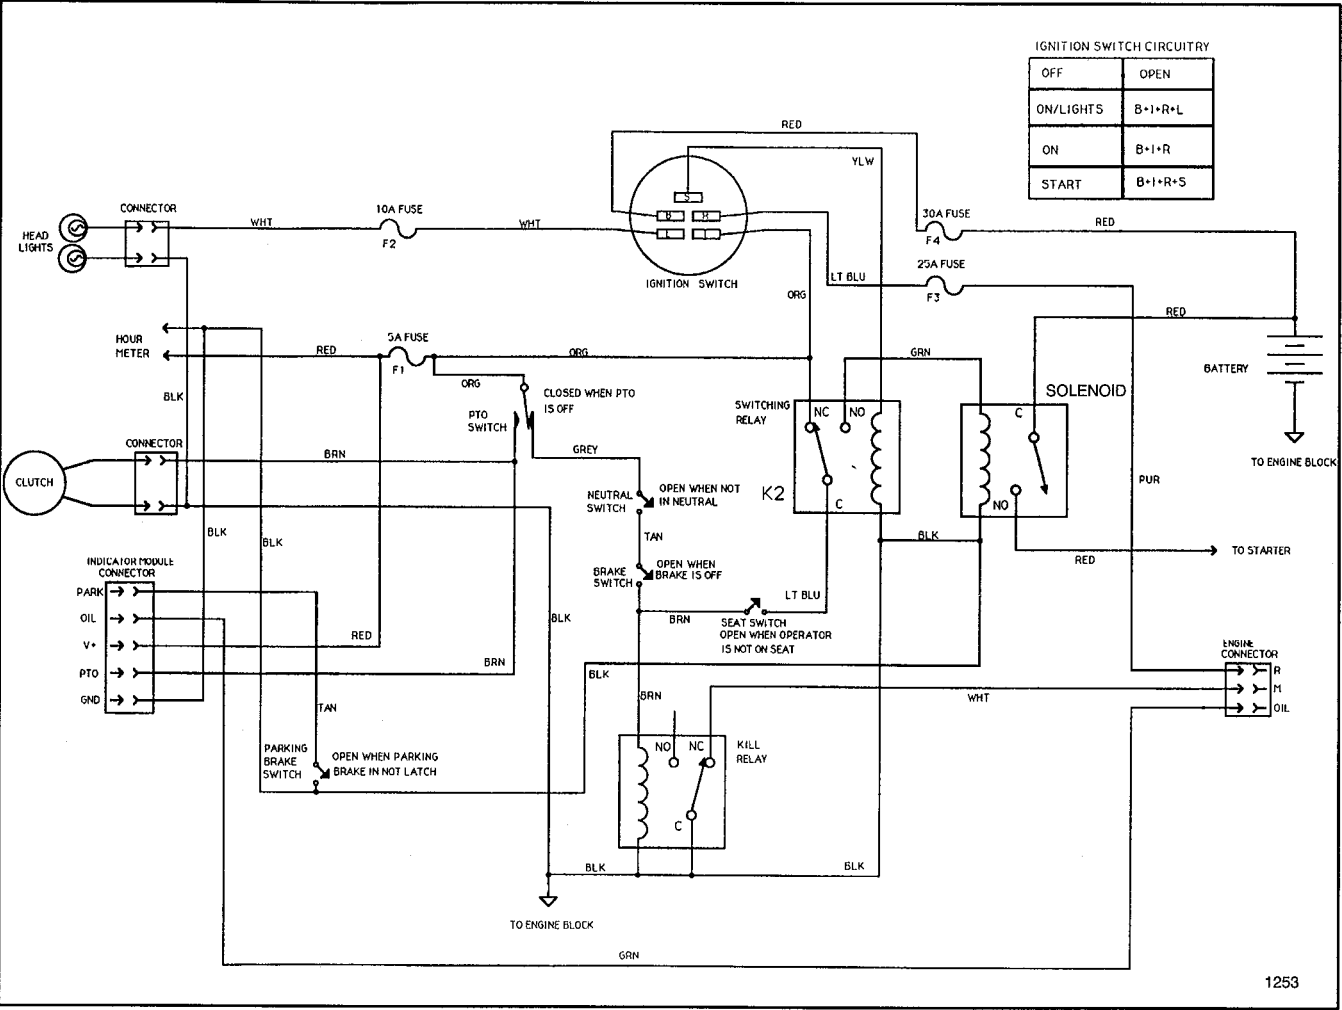 IGNITION SWITCH CIRCUITRY
OFF OPEN
ON/LIGHTS B+I+R+L
ON B+I+R
START B+I+R+S
RED
YLW
S
B R
L I
IGNITION SWITCH
CONNECTOR
HEAD
LIGHTS
WHT
10A FUSE
F2
WHT
30A FUSE
F4
RED
25A FUSE
F3
LT BLU
ORG
RED
HOUR
METER
RED
5A FUSE
F1
ORG
ORG
GRN
BATTERY
SOLENOID
BLK
PTO
SWITCH
CLOSED WHEN PTO
IS OFF
SWITCHING
RELAY
NC NO
C
K2
C
NO
TO ENGINE BLOCK
CONNECTOR
CLUTCH
BRN
GREY
NEUTRAL
SWITCH
OPEN WHEN NOT
IN NEUTRAL
PUR
BLK
BLK
TAN
BLK
RED
TO STARTER
INDICATOR MODULE
CONNECTOR
PARK
OIL
V+
PTO
GND
BRAKE
SWITCH
OPEN WHEN
BRAKE IS OFF
LT BLU
BRN
SEAT SWITCH
OPEN WHEN OPERATOR
IS NOT ON SEAT
BLK
RED
BRN
BLK
ENGINE
CONNECTOR
R
M
OIL
WHT
TAN
BRN
PARKING
BRAKE
SWITCH
OPEN WHEN PARKING
BRAKE IN NOT LATCH
NO NC
KILL
RELAY
C
BLK
BLK
TO ENGINE BLOCK
GRN
1253